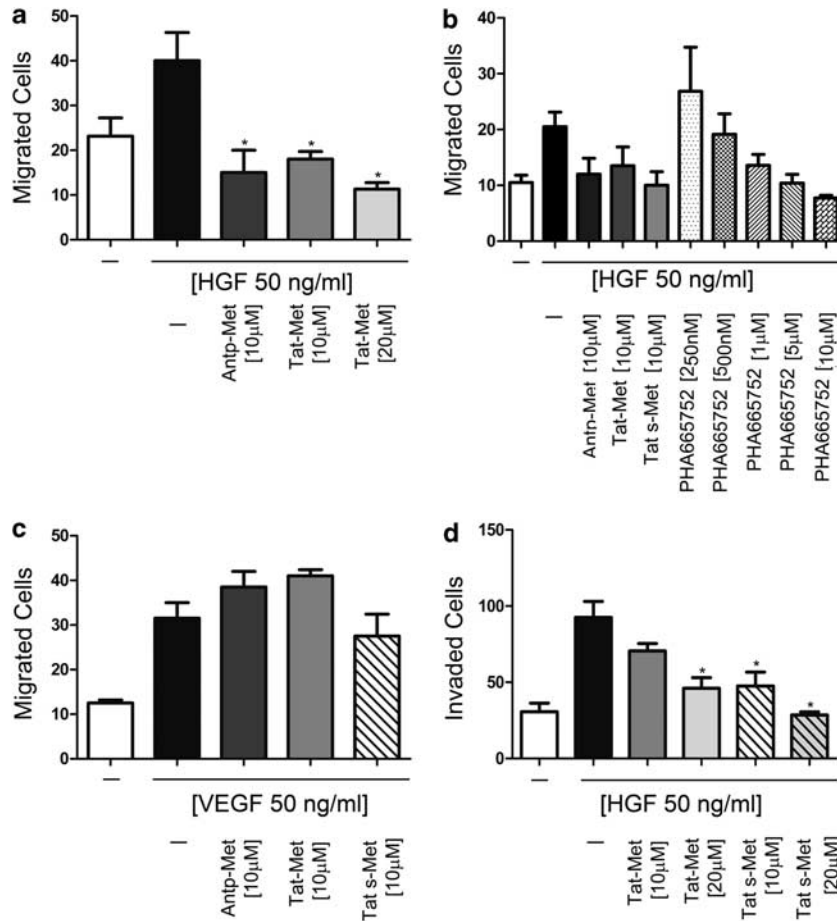 a
Migrated Cells
50
40
30
20
10
0
*
*
*
–
[HGF 50 ng/ml]
–
Antp-Met
[10µM]
Tat-Met
[10µM]
Tat-Met
[20µM]
b
Migrated Cells
40
30
20
10
0
–
[HGF 50 ng/ml]
–
Antp-Met [10µM]
Tat-Met [10µM]
Tat s-Met [10µM]
PHA665752 [250nM]
PHA665752 [500nM]
PHA665752 [1µM]
PHA665752 [5µM]
PHA665752 [10µM]
c
Migrated Cells
50
40
30
20
10
0
–
[VEGF 50 ng/ml]
–
Antp-Met
[10µM]
Tat-Met
[10µM]
Tat s-Met
[10µM]
d
Invaded Cells
150
100
50
0
*
*
*
–
[HGF 50 ng/ml]
–
Tat-Met
[10µM]
Tat-Met
[20µM]
Tat s-Met
[10µM]
Tat s-Met
[20µM]